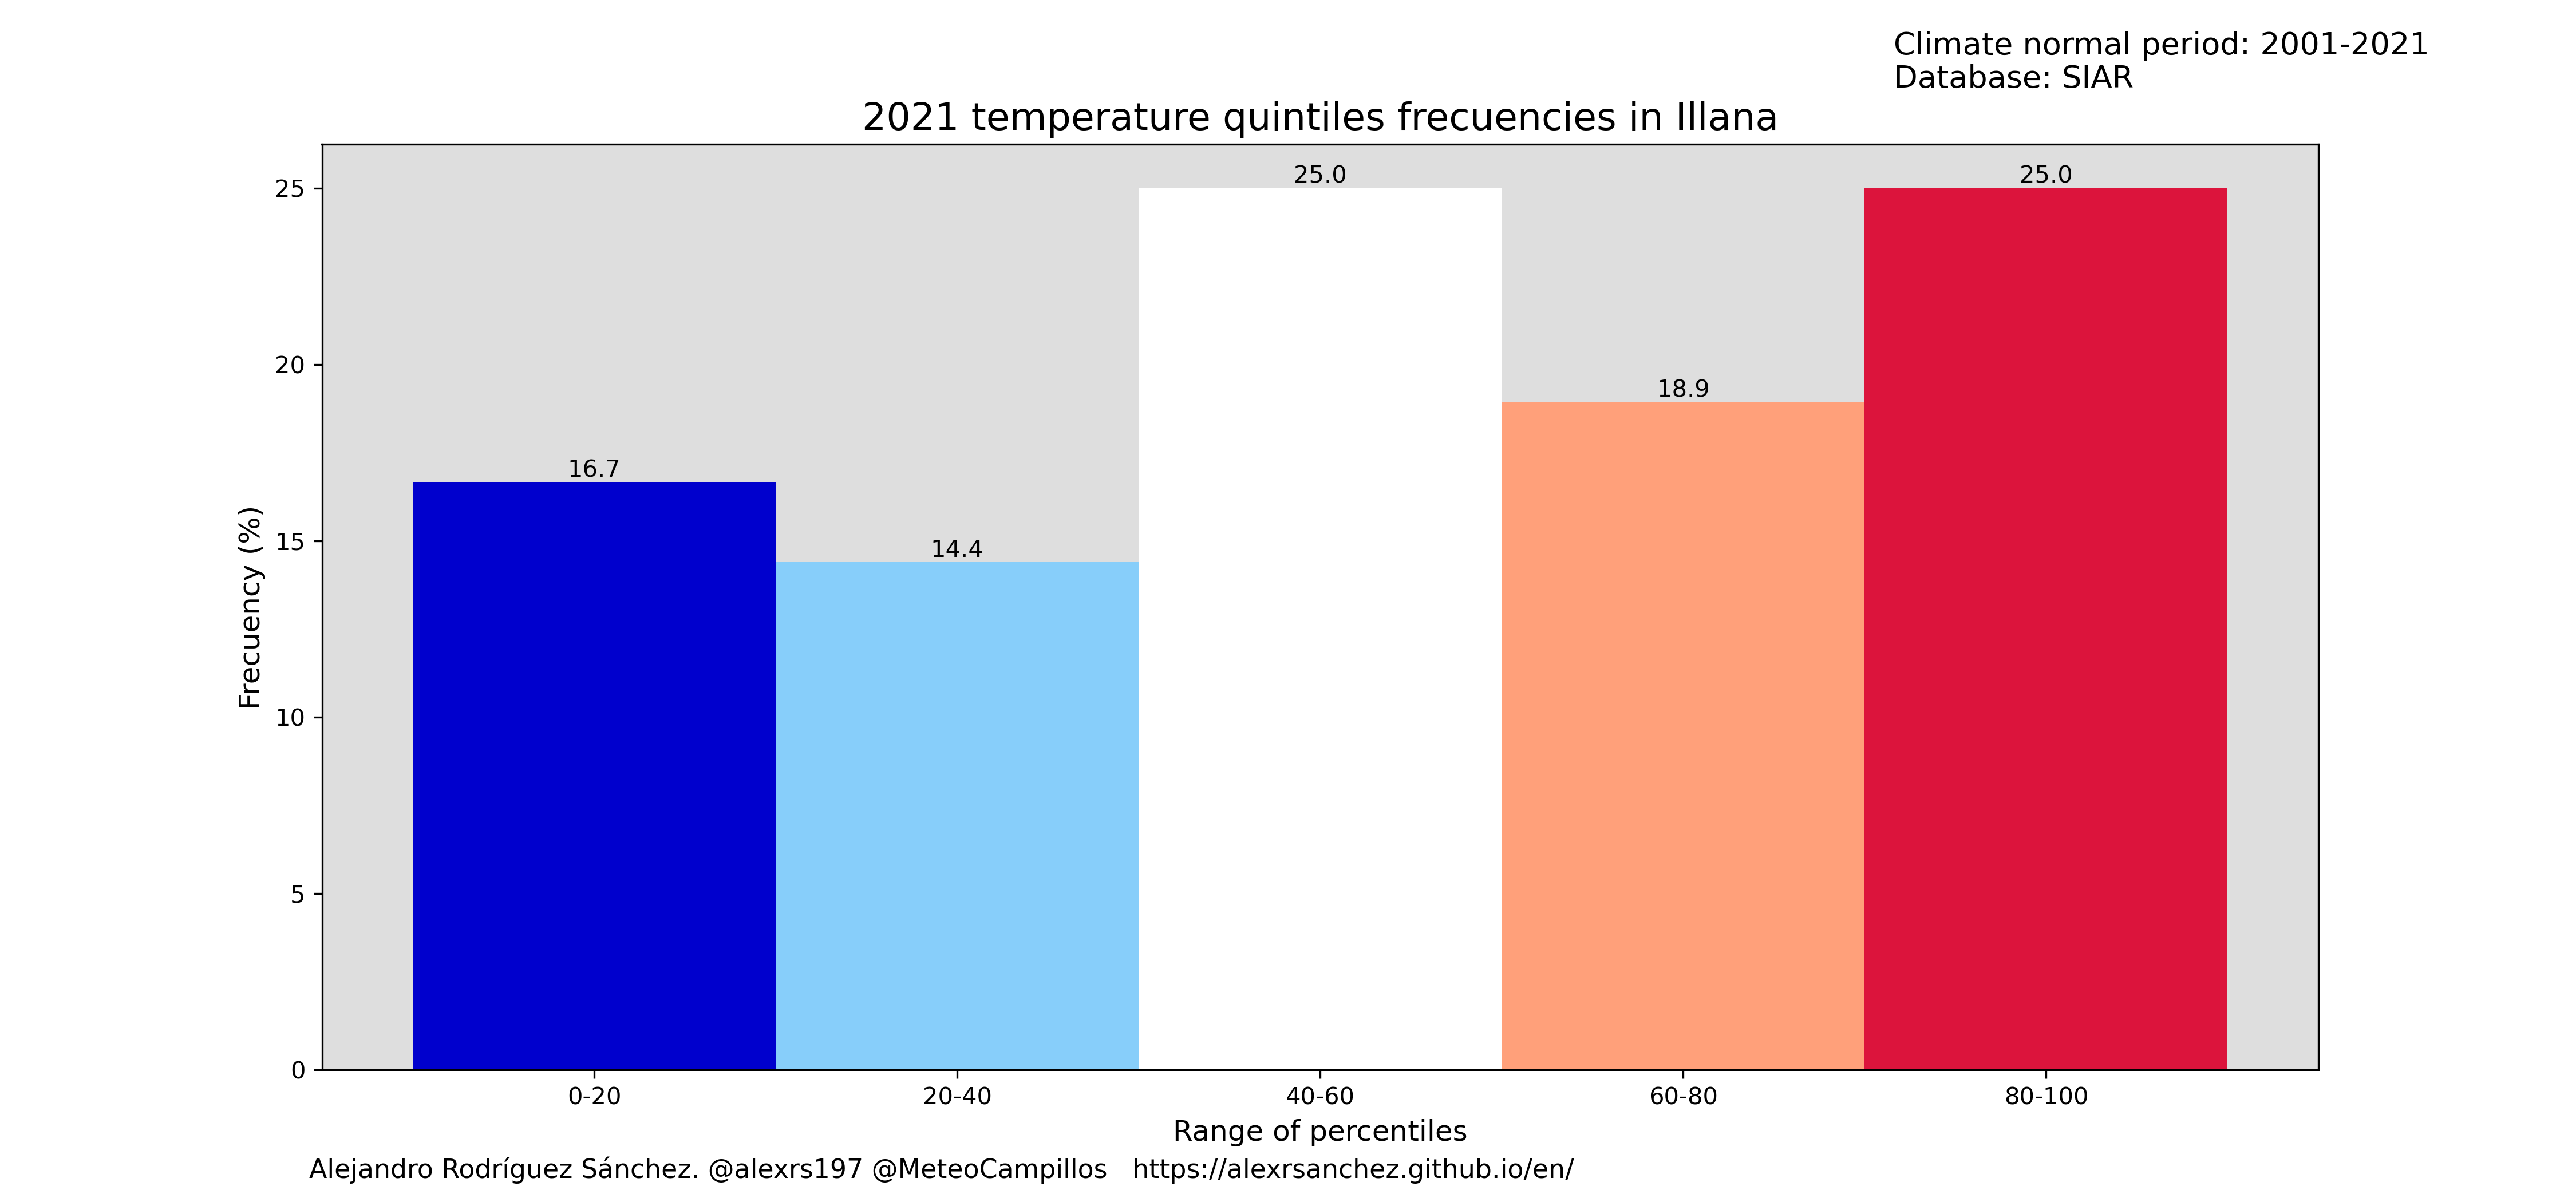 Climate normal period: 2001-2021
Database: SIAR
2021 temperature quintiles frecuencies in Illana
25.0
25.0
25
20
18.9
16.7
14.4
15
Frecuency (%)
10
5
0
0-20
20-40
40-60
60-80
80-100
Range of percentiles
Alejandro Rodríguez Sánchez. @alexrs197 @MeteoCampillos https://alexrsanchez.github.io/en/